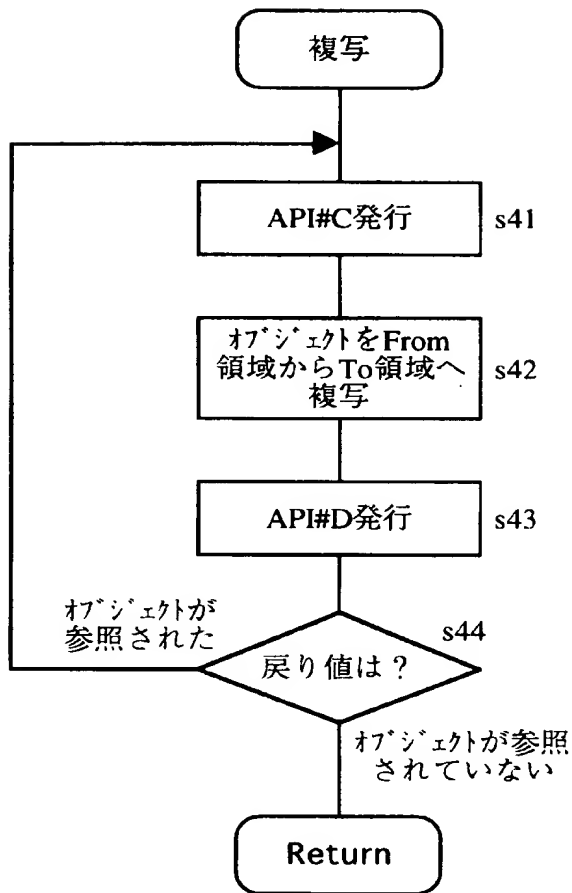 複写
API#C発行
s41
オブジェクトをFrom
領域からTo領域へ
複写
s42
API#D発行
s43
オブジェクトが
参照された
s44
戻り値は？
オブジェクトが参照
されていない
Return